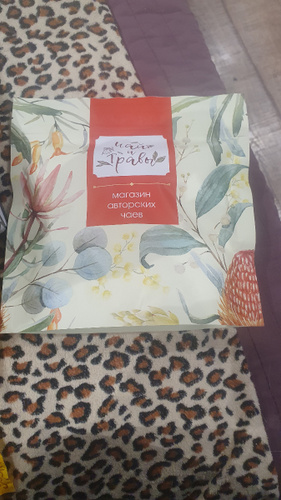 Чай
и
Травы
магазин
авторских
чаев